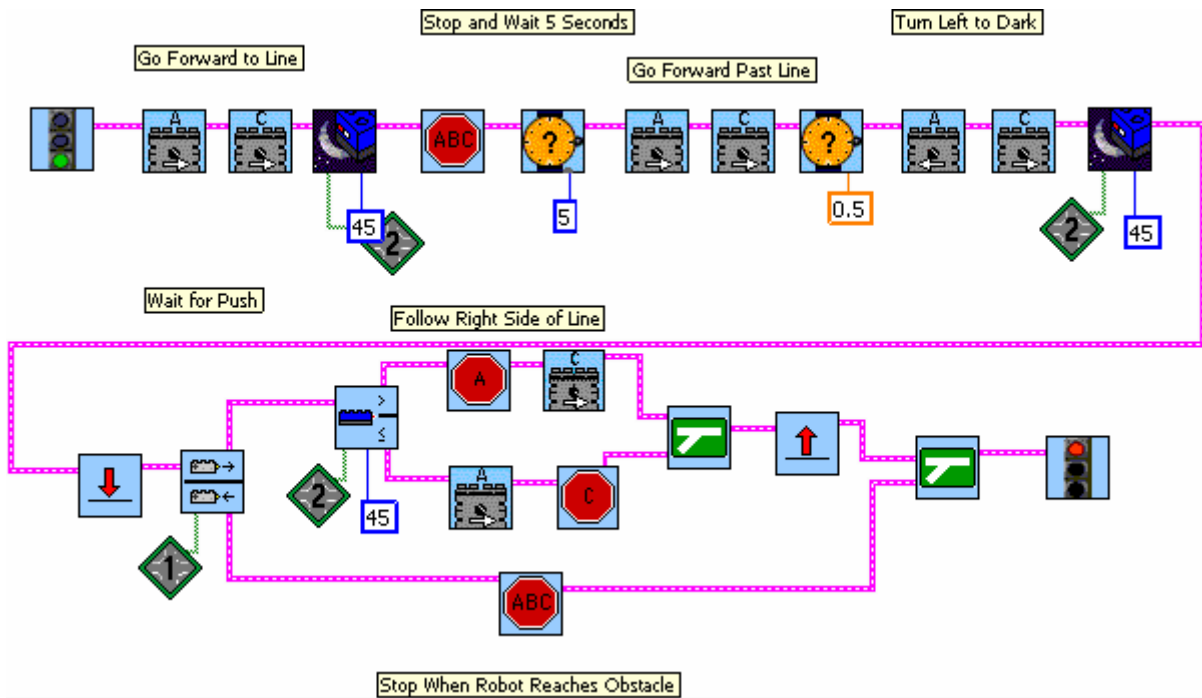 Stop and Wait 5 Seconds
Turn Left to Dark
Go Forward to Line
Go Forward Past Line
A
C
ABC
?
A
C
?
A
C
45
2
5
0.5
2
45
Wait for Push
Follow Right Side of Line
A
C
>
≤
2
45
A
C
1
ABC
Stop When Robot Reaches Obstacle